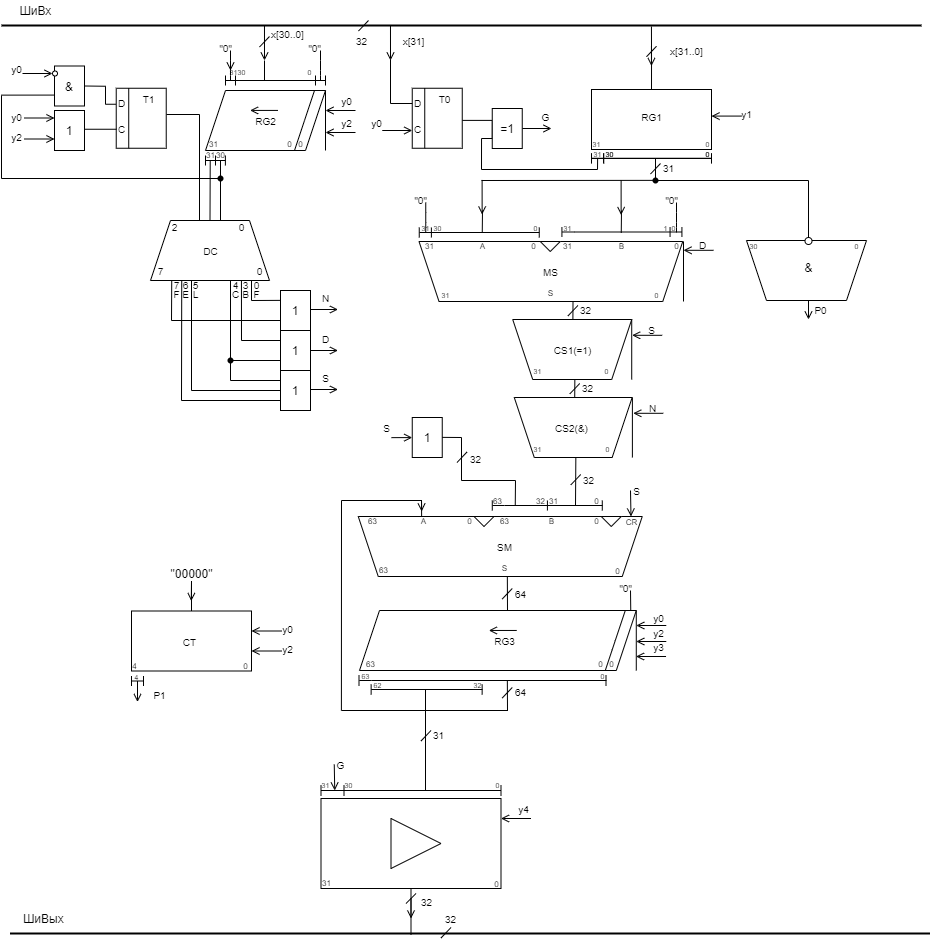 ШиВх
32
x[30..0]
x[31]
x[31..0]
"0"
"0"
31 30
0
y0
&
y0
y2
1
D
T1
C
RG2
31
0
0
y0
y2
31 30
y0
D
T0
C
=1
G
RG1
31
0
y1
31 30
0
31
2
0
DC
7
0
7 6 5 4 3 0
F E L C B F
1
N
1
D
1
S
"0"
31 30
0
31
1 0
"0"
31
A
0
31
B
0
MS
D
S
31
0
32
30
0
&
P0
CS1(=1)
S
31
0
32
CS2(&)
N
31
0
32
S
1
32
63
32 31
0
S
63
A
0
63
B
0
CR
SM
S
63
0
64
"0"
RG3
63
0
0
y0
y2
y3
63
0
62
32
64
31
"00000"
CT
4
0
y0
y2
4
P1
G
31
30
0
y4
31
0
32
ШиВых
32